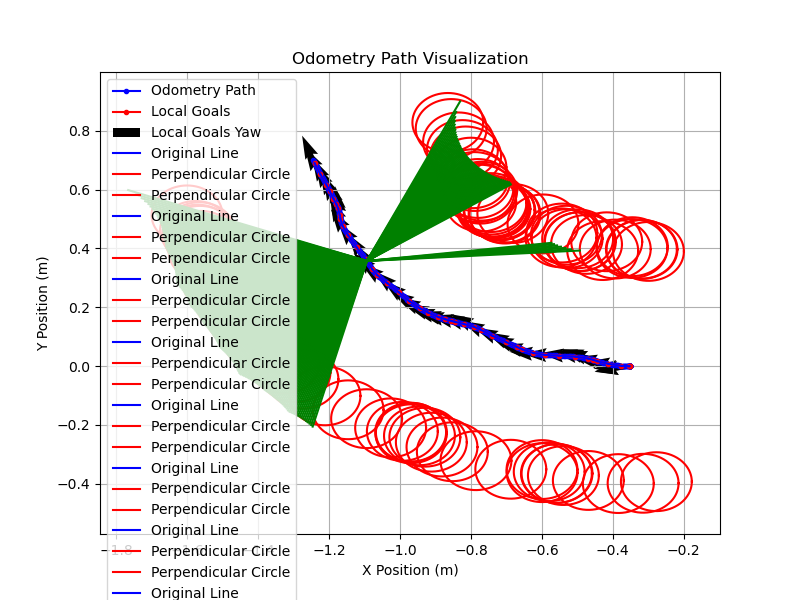 Odometry Path Visualization
Y Position (m)
0.8
0.6
0.4
0.2
0.0
−0.2
−0.4
Odometry Path
Local Goals
Local Goals Yaw
Original Line
Perpendicular Circle
Perpendicular Circle
Original Line
Perpendicular Circle
Perpendicular Circle
Original Line
Perpendicular Circle
Perpendicular Circle
Original Line
Perpendicular Circle
Perpendicular Circle
Original Line
Perpendicular Circle
Perpendicular Circle
Original Line
Perpendicular Circle
Perpendicular Circle
Original Line
Perpendicular Circle
Perpendicular Circle
Original Line
−1.8 −1.2 −1.0 −0.8 −0.6 −0.4 −0.2
X Position (m)